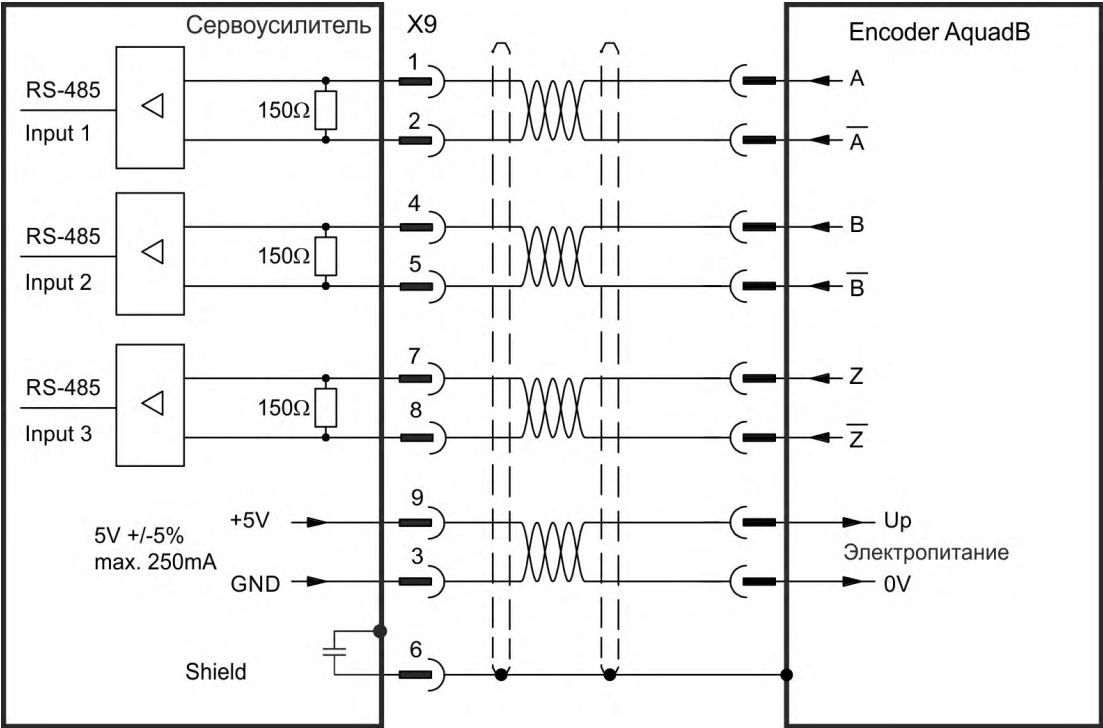 Сервоусилитель
X9
Encoder AquadB
RS-485
Input 1
150Ω
1
2
A
A̅
RS-485
Input 2
150Ω
4
5
B
B̅
RS-485
Input 3
150Ω
7
8
Z
Z̅
5V +/-5%
max. 250mA
+5V
GND
9
3
Up
Электропитание
0V
Shield
6